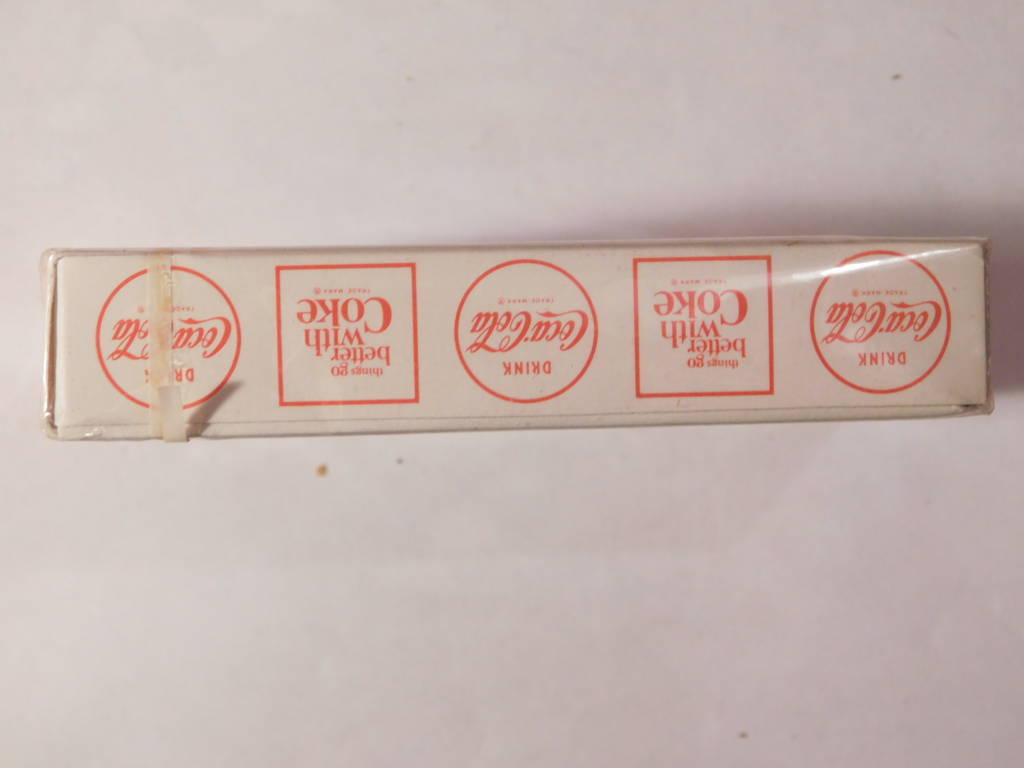 DRINK
Coca-Cola
TRADE MARK ®
things go
better
with
Coke
TRADE MARK ®
DRINK
Coca-Cola
TRADE MARK ®
things go
better
with
Coke
TRADE MARK ®
DRINK
Coca-Cola
TRADE ®